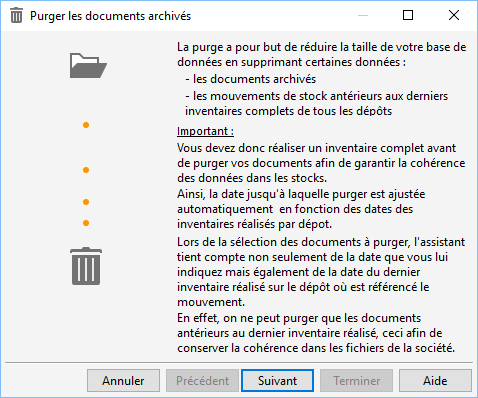 Purger les documents archivés
La purge a pour but de réduire la taille de votre base de
données en supprimant certaines données :
- les documents archivés
- les mouvements de stock antérieurs aux derniers
inventaires complets de tous les dépôts
Important :
Vous devez donc réaliser un inventaire complet avant
de purger vos documents afin de garantir la cohérence
des données dans les stocks.
Ainsi, la date jusqu'à laquelle purger est ajustée
automatiquement en fonction des dates des
inventaires réalisés par dépot.
Lors de la sélection des documents à purger, l'assistant
tient compte non seulement de la date que vous lui
indiquez mais également de la date du dernier
inventaire réalisé sur le dépôt où est référencé le
mouvement.
En effet, on ne peut purger que les documents
antérieurs au dernier inventaire réalisé, ceci afin de
conserver la cohérence dans les fichiers de la société.
Annuler Précédent Suivant Terminer Aide